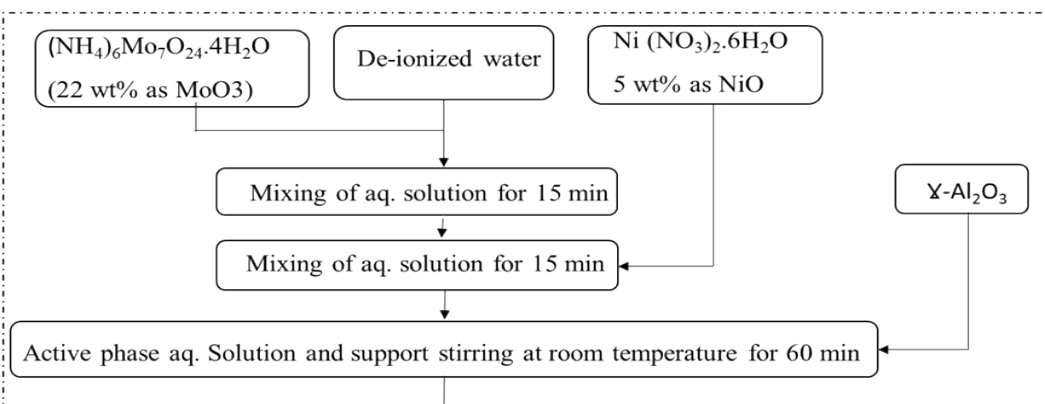 (NH₄)₆Mo₇O₂₄.4H₂O
(22 wt% as MoO3)
De-ionized water
Ni (NO₃)₂.6H₂O
5 wt% as NiO
Mixing of aq. solution for 15 min
Ɣ-Al₂O₃
Mixing of aq. solution for 15 min
Active phase aq. Solution and support stirring at room temperature for 60 min